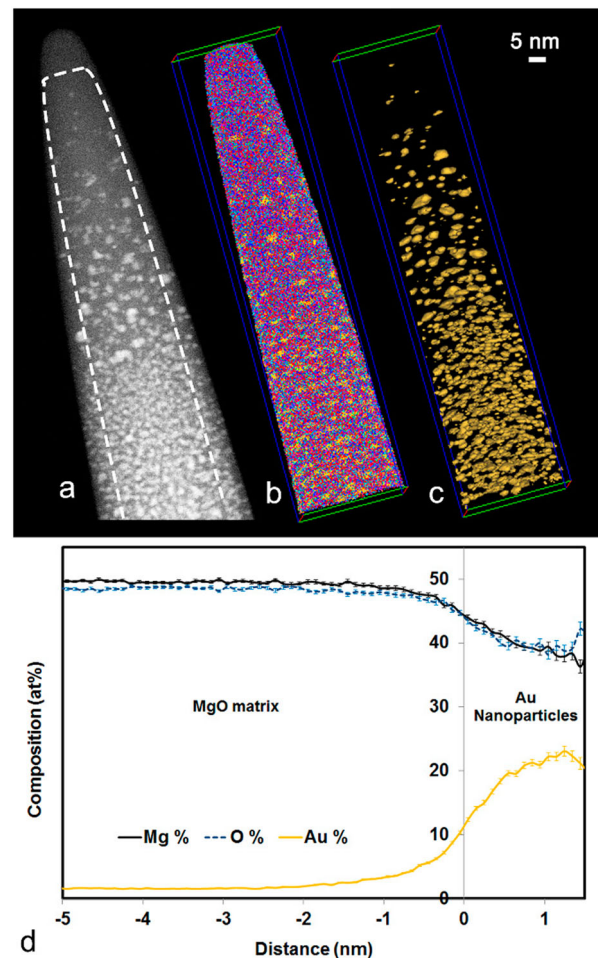 5 nm
a
b
c
50
40
30
20
10
0
Composition (at%)
MgO matrix
Au
Nanoparticles
Mg % O % Au %
-5 -4 -3 -2 -1 0 1
Distance (nm)
d